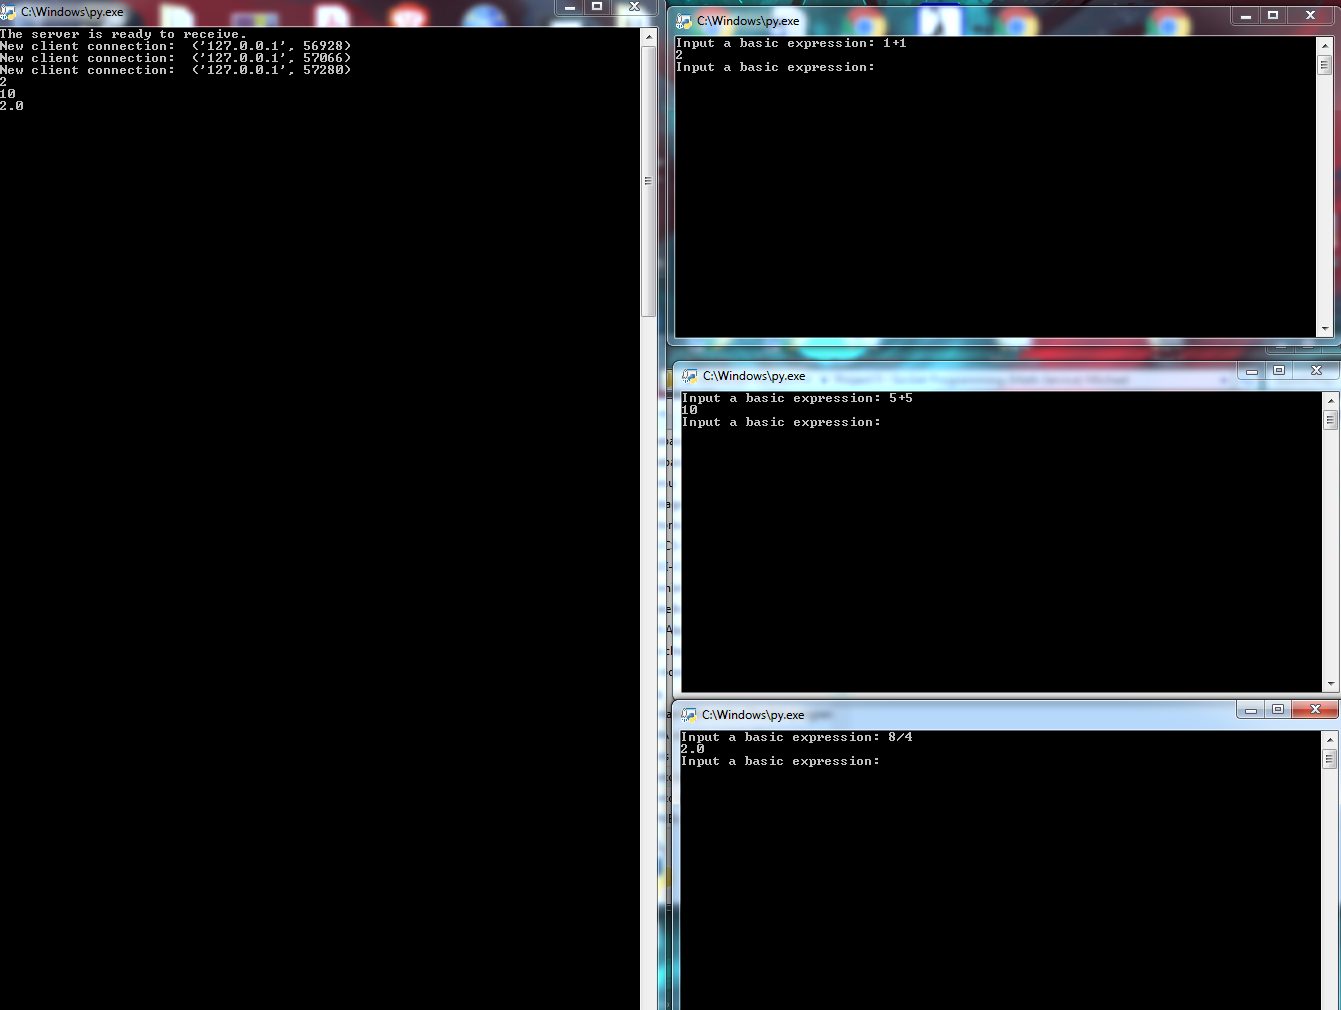 C:\Windows\py.exe
The server is ready to receive.
New client connection:  ('127.0.0.1', 56928)
New client connection:  ('127.0.0.1', 57066)
New client connection:  ('127.0.0.1', 57280)
2
10
2.0
C:\Windows\py.exe
Input a basic expression: 1+1
2
Input a basic expression:
C:\Windows\py.exe
Input a basic expression: 5+5
10
Input a basic expression:
C:\Windows\py.exe
Input a basic expression: 8/4
2.0
Input a basic expression: